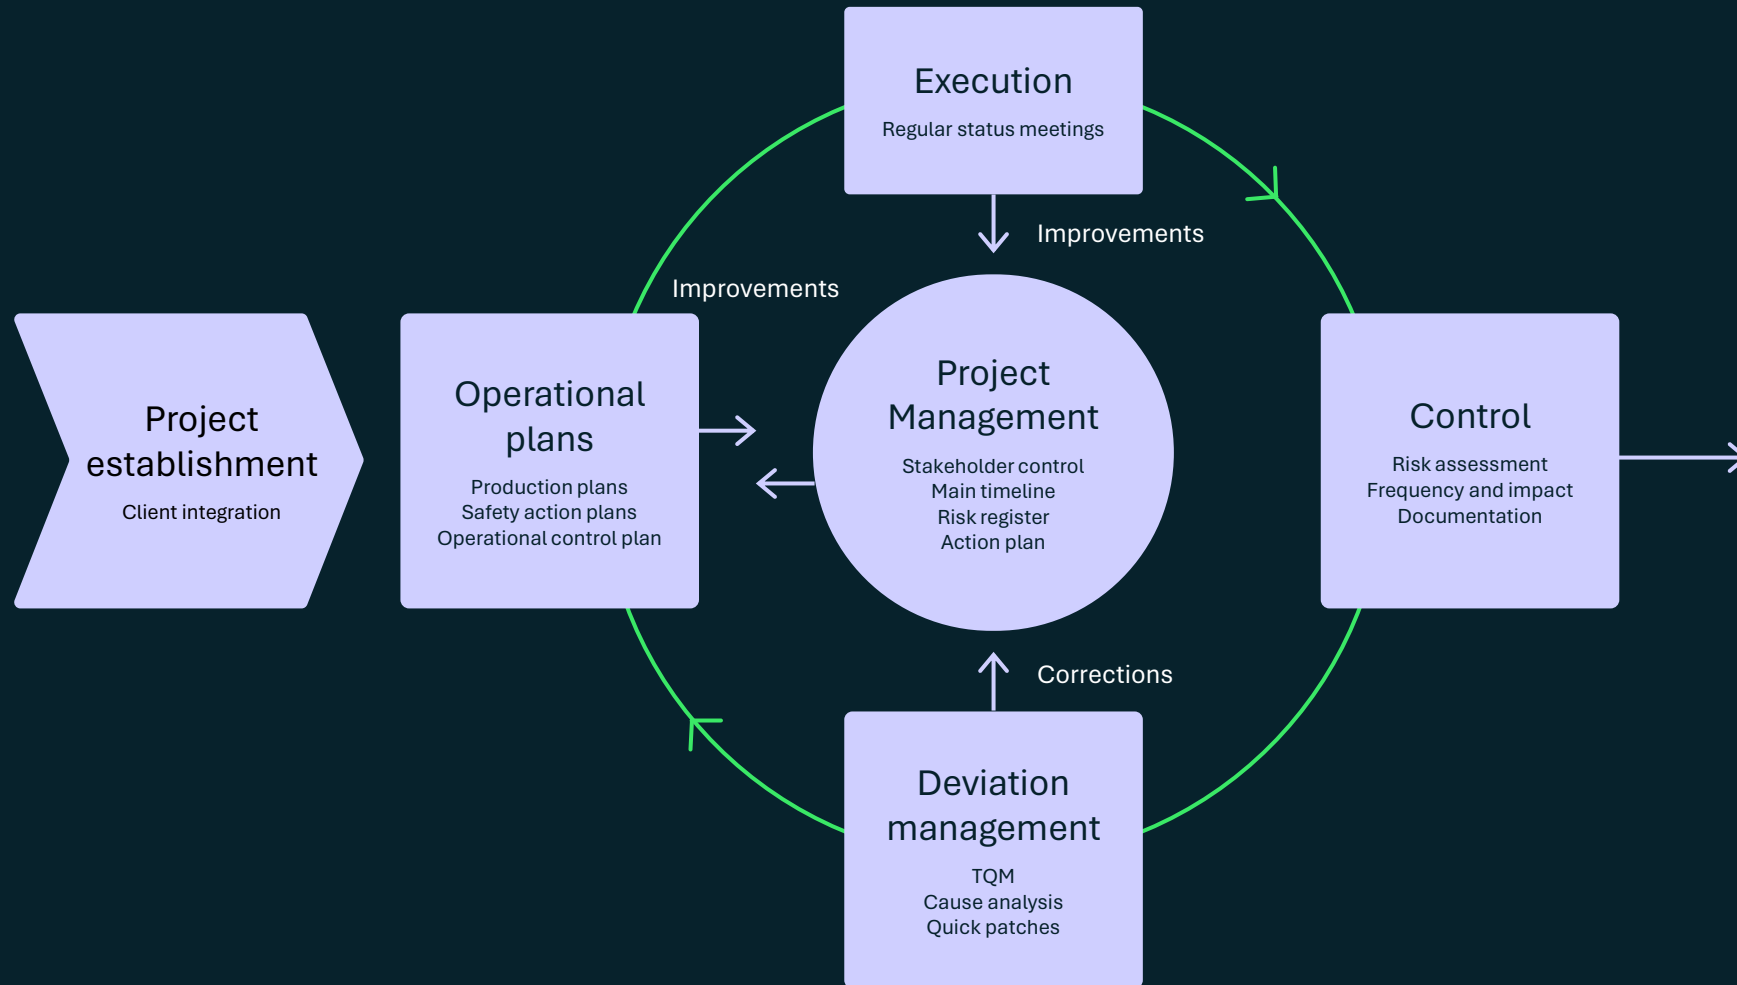 Execution
Regular status meetings
Improvements
Improvements
Project
establishment
Client integration
Operational
plans
Production plans
Safety action plans
Operational control plan
Project
Management
Stakeholder control
Main timeline
Risk register
Action plan
Control
Risk assessment
Frequency and impact
Documentation
Corrections
Deviation
management
TQM
Cause analysis
Quick patches